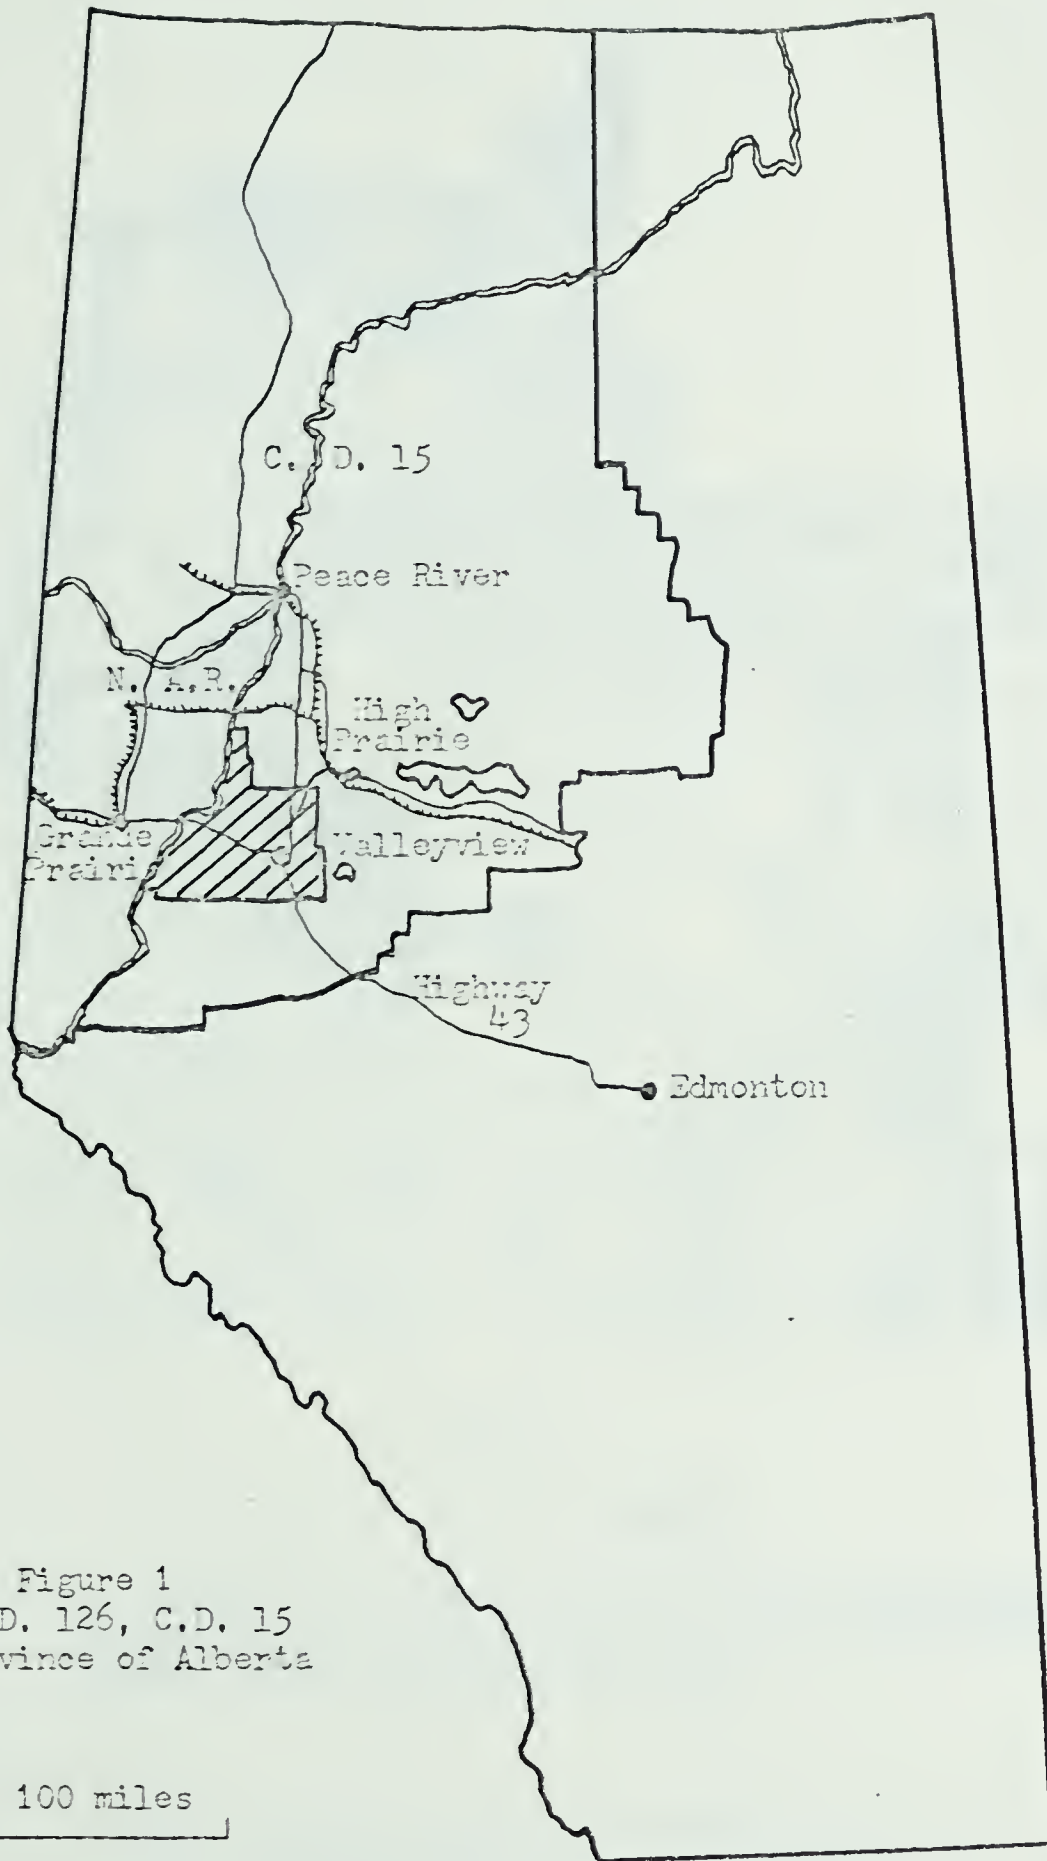 C. D. 15
Peace River
N. A.R.
High
Prairie
Grande
Prairi
Valleyview
Highway
43
Edmonton
Figure 1
D. 126, C.D. 15
vince of Alberta
100 miles